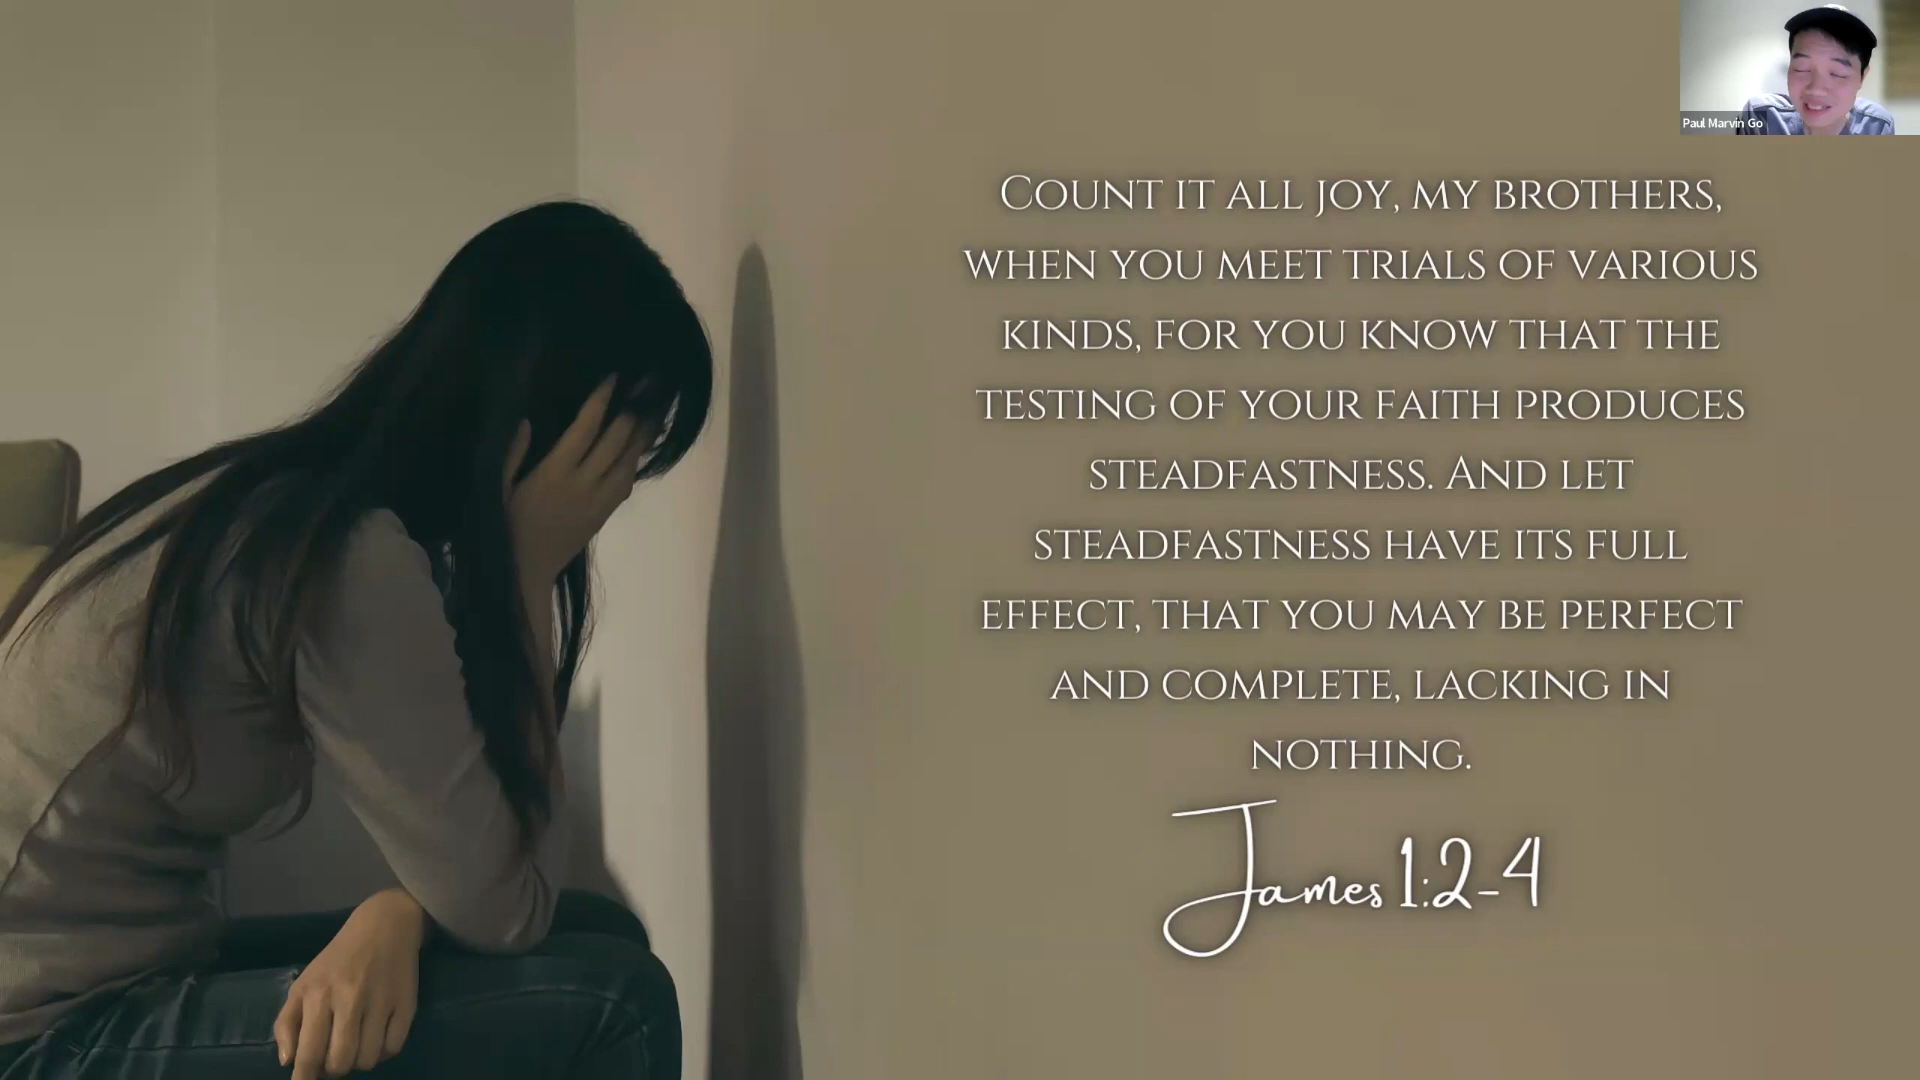 Paul Marvin Go
Count it all joy, my brothers,
when you meet trials of various
kinds, for you know that the
testing of your faith produces
steadfastness. And let
steadfastness have its full
effect, that you may be perfect
and complete, lacking in
nothing.
James 1:2-4